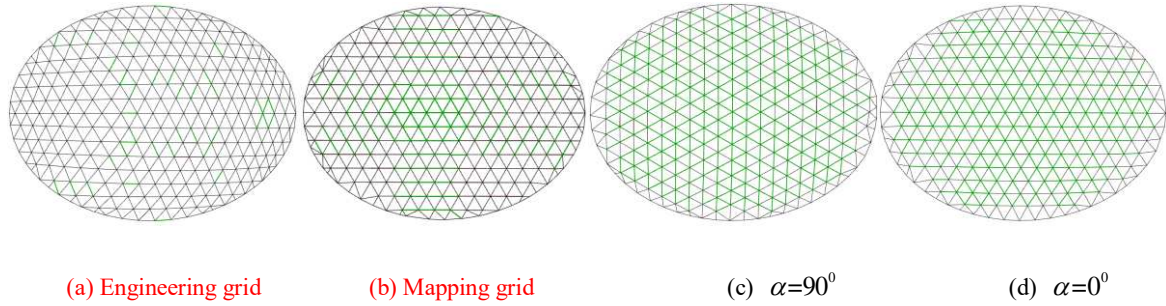 (a) Engineering grid (b) Mapping grid (c) α=90⁰ (d) α=0⁰